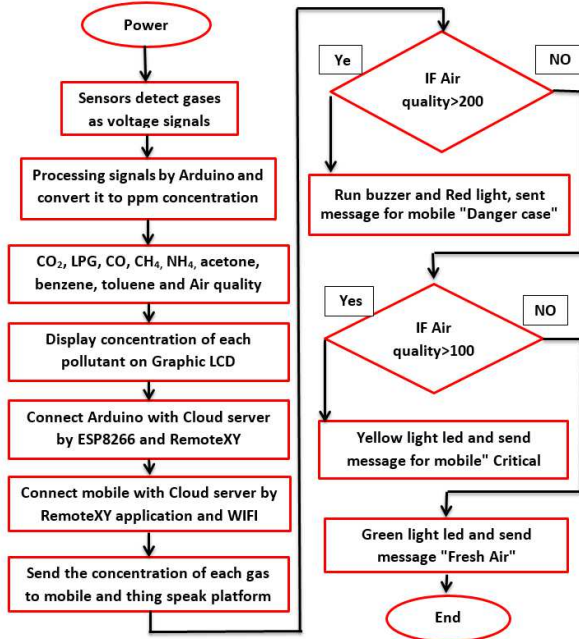 Power
Sensors detect gases
as voltage signals
Processing signals by Arduino and
convert it to ppm concentration
CO₂, LPG, CO, CH₄, NH₄, acetone,
benzene, toluene and Air quality
Display concentration of each
pollutant on Graphic LCD
Connect Arduino with Cloud server
by ESP8266 and RemoteXY
Connect mobile with Cloud server by
RemoteXY application and WIFI
Send the concentration of each gas
to mobile and thing speak platform
Ye
IF Air
quality>200
NO
Run buzzer and Red light, sent
message for mobile "Danger case"
Yes
IF Air
quality>100
NO
Yellow light led and send
message for mobile" Critical
Green light led and send
message "Fresh Air"
End